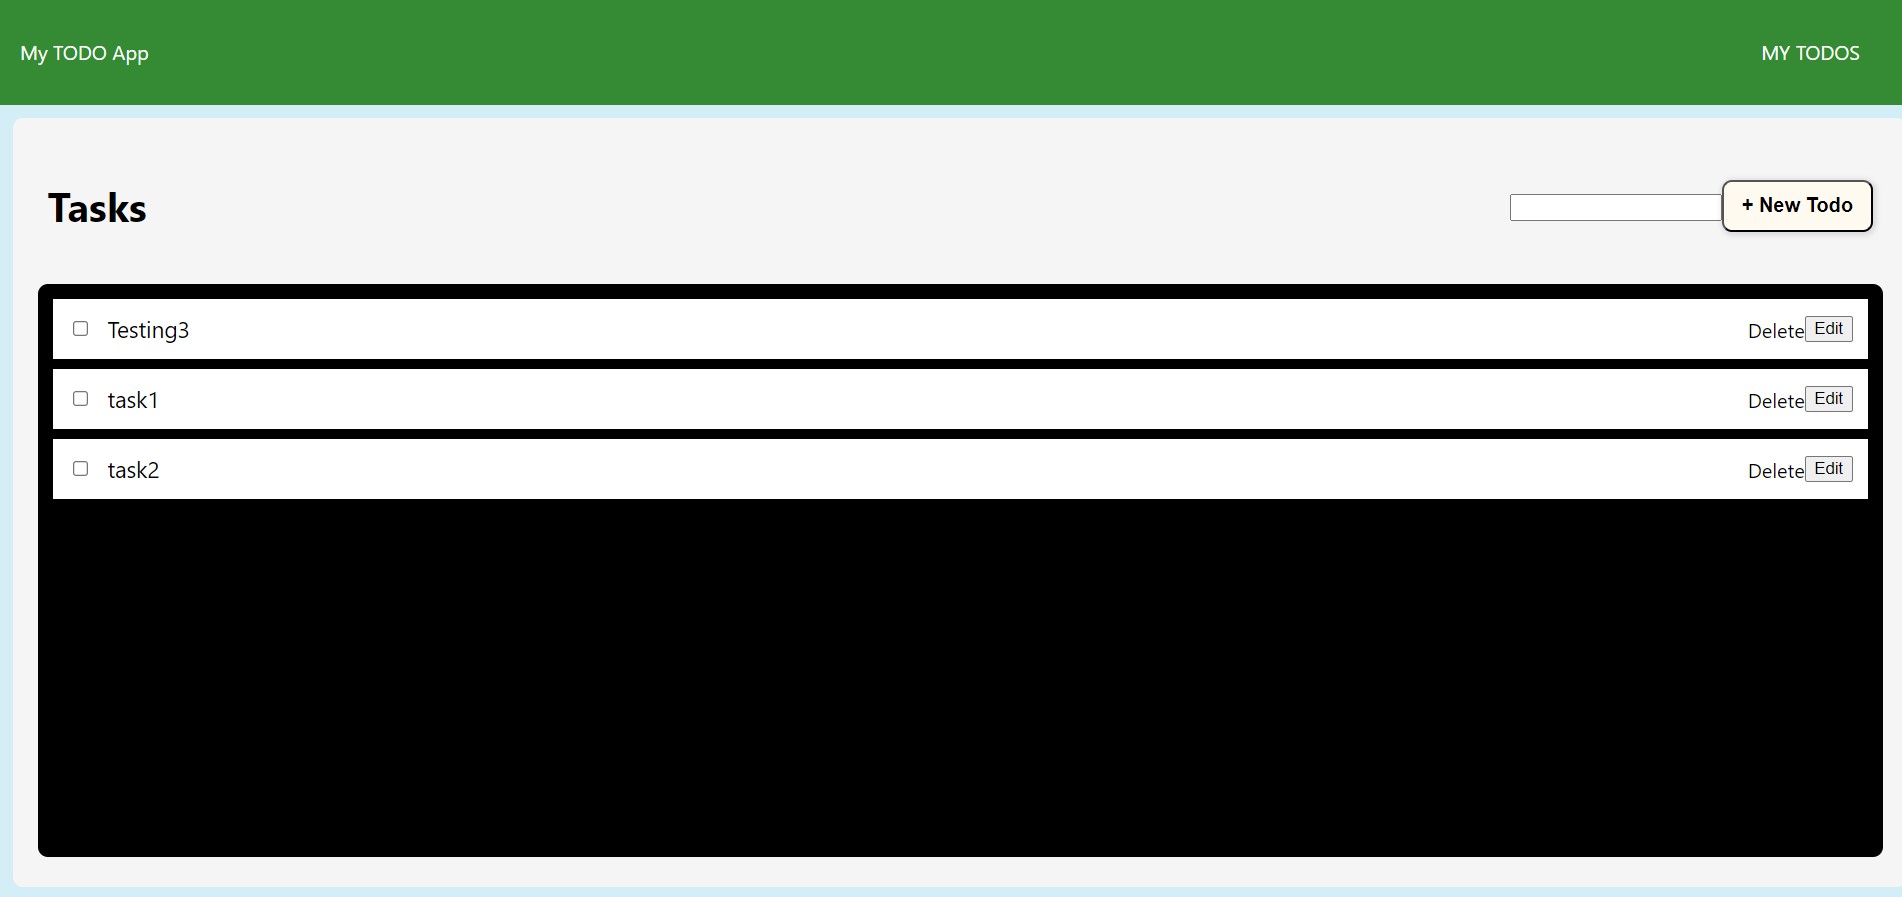 My TODO App MY TODOS
Tasks + New Todo
Testing3 Delete Edit
task1 Delete Edit
task2 Delete Edit